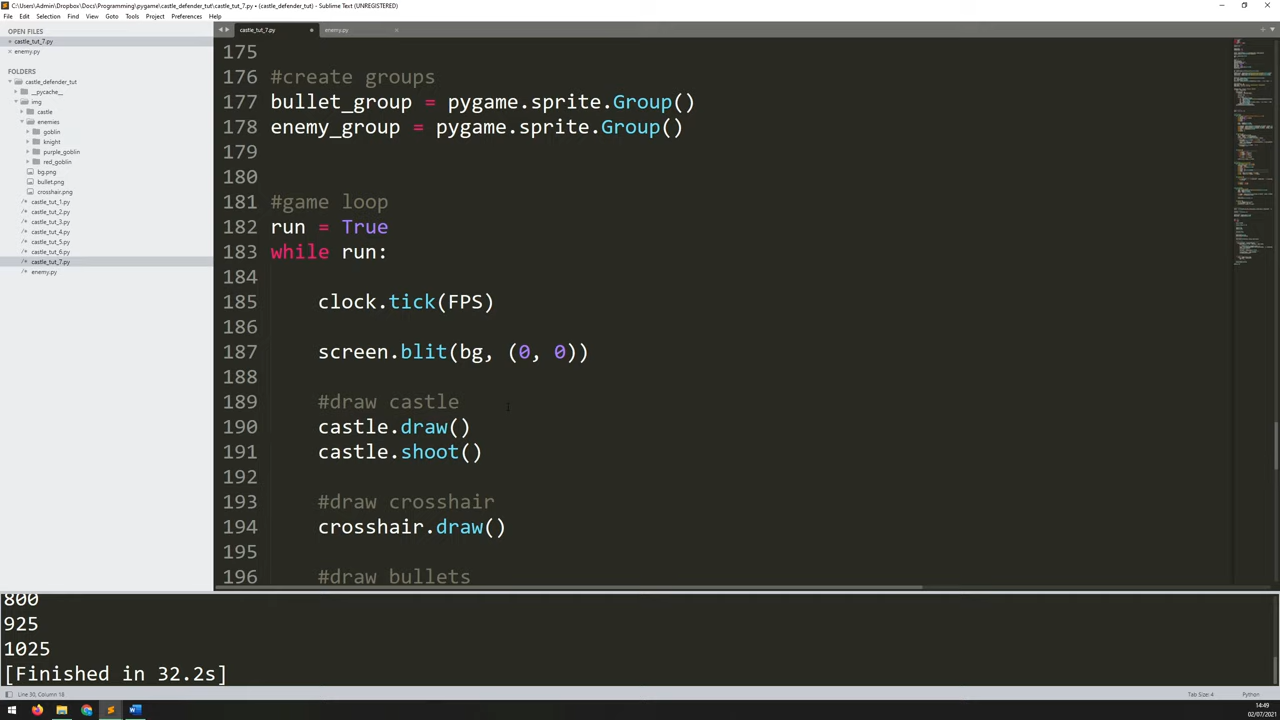 C:\Users\Admin\Dropbox\Docs\Programming\pygame\castle_defender_tut\castle_tut_7.py • (castle_defender_tut) - Sublime Text (UNREGISTERED)
File Edit Selection Find View Goto Tools Project Preferences Help
OPEN FILES
castle_tut_7.py
enemy.py
FOLDERS
castle_defender_tut
__pycache__
img
castle
enemies
goblin
knight
purple_goblin
red_goblin
bg.png
bullet.png
crosshair.png
castle_tut_1.py
castle_tut_2.py
castle_tut_3.py
castle_tut_4.py
castle_tut_5.py
castle_tut_6.py
castle_tut_7.py
enemy.py
castle_tut_7.py enemy.py
175
176 #create groups
177 bullet_group = pygame.sprite.Group()
178 enemy_group = pygame.sprite.Group()
179
180
181 #game loop
182 run = True
183 while run:
184
185 clock.tick(FPS)
186
187 screen.blit(bg, (0, 0))
188
189 #draw castle
190 castle.draw()
191 castle.shoot()
192
193 #draw crosshair
194 crosshair.draw()
195
196 #draw bullets
800
925
1025
[Finished in 32.2s]
Line 30, Column 18
Tab Size: 4
Python
14:49
02/07/2021